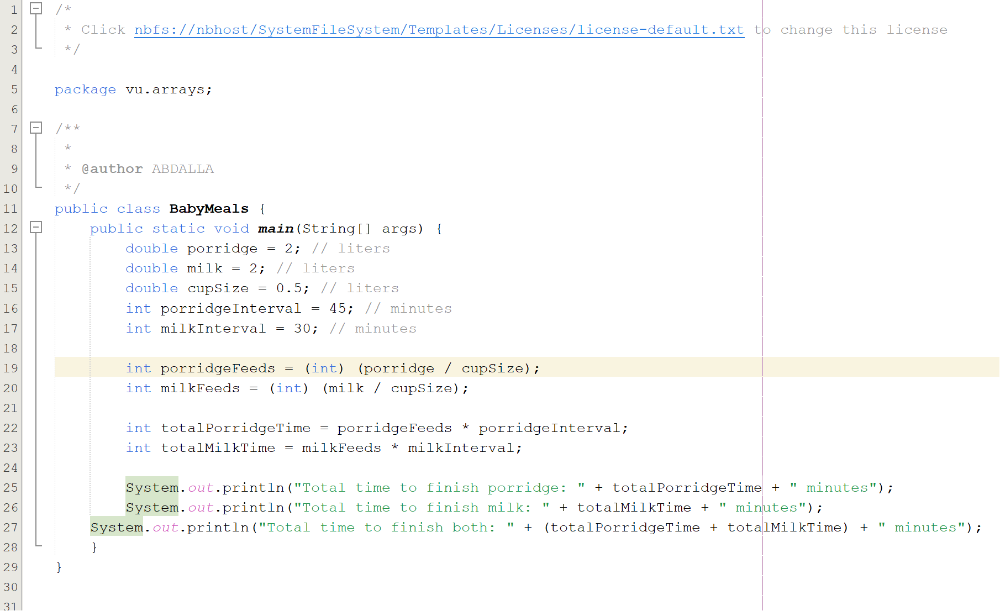 1 /*
2  * Click nbfs://nbhost/SystemFileSystem/Templates/Licenses/license-default.txt to change this license
3  */
4
5 package vu.arrays;
6
7 /**
8  *
9  * @author ABDALLA
10  */
11 public class BabyMeals {
12     public static void main(String[] args) {
13         double porridge = 2; // liters
14         double milk = 2; // liters
15         double cupSize = 0.5; // liters
16         int porridgeInterval = 45; // minutes
17         int milkInterval = 30; // minutes
18
19         int porridgeFeeds = (int) (porridge / cupSize);
20         int milkFeeds = (int) (milk / cupSize);
21
22         int totalPorridgeTime = porridgeFeeds * porridgeInterval;
23         int totalMilkTime = milkFeeds * milkInterval;
24
25         System.out.println("Total time to finish porridge: " + totalPorridgeTime + " minutes");
26         System.out.println("Total time to finish milk: " + totalMilkTime + " minutes");
27     System.out.println("Total time to finish both: " + (totalPorridgeTime + totalMilkTime) + " minutes");
28     }
29 }
30
31